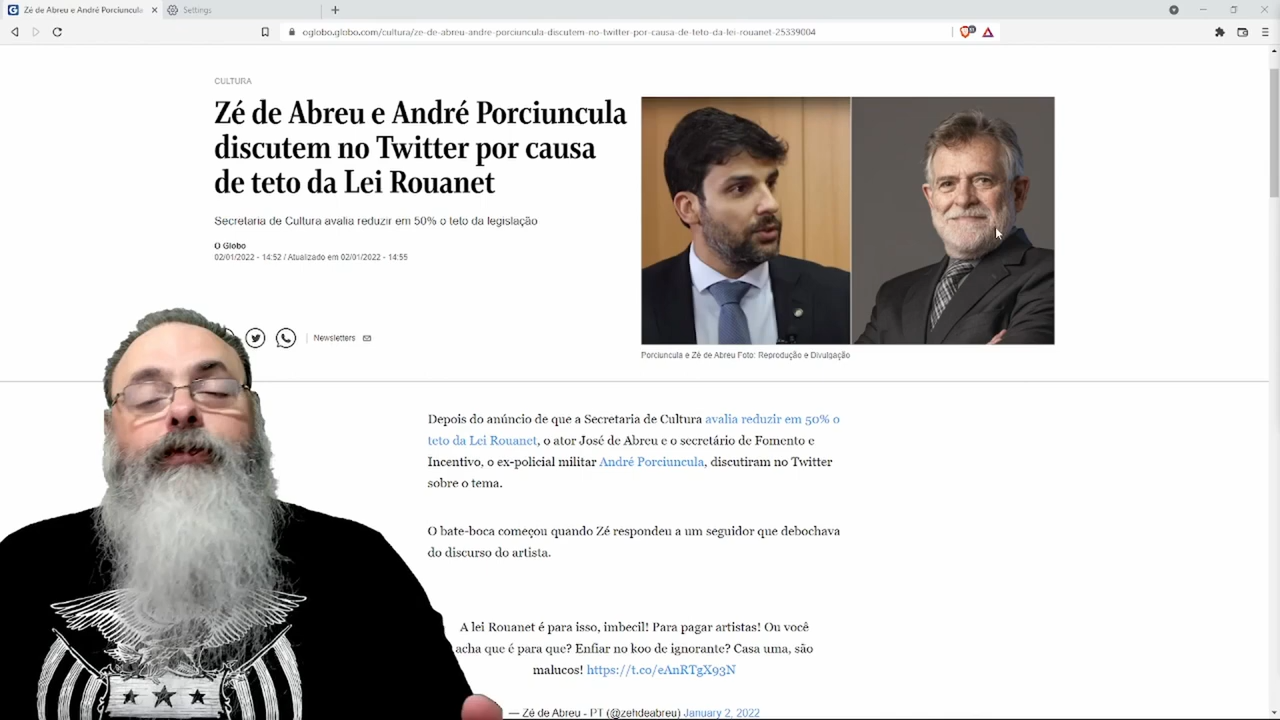 Zé de Abreu e André Porciuncula
Settings
oglobo.globo.com/cultura/ze-de-abreu-andre-porciuncula-discutem-no-twitter-por-causa-de-teto-da-lei-rouanet-25339004
CULTURA
Zé de Abreu e André Porciuncula
discutem no Twitter por causa
de teto da Lei Rouanet
Secretaria de Cultura avalia reduzir em 50% o teto da legislação
O Globo
02/01/2022 - 14:52 / Atualizado em 02/01/2022 - 14:55
Newsletters
Porciuncula e Zé de Abreu Foto: Reprodução e Divulgação
Depois do anúncio de que a Secretaria de Cultura avalia reduzir em 50% o
teto da Lei Rouanet, o ator José de Abreu e o secretário de Fomento e
Incentivo, o ex-policial militar André Porciuncula, discutiram no Twitter
sobre o tema.
O bate-boca começou quando Zé respondeu a um seguidor que debochava
do discurso do artista.
A lei Rouanet é para isso, imbecil! Para pagar artistas! Ou você
acha que é para que? Enfiar no koo de ignorante? Casa uma, são
malucos! https://t.co/eAnRTgX93N
— Zé de Abreu - PT (@zehdeabreu) January 2, 2022